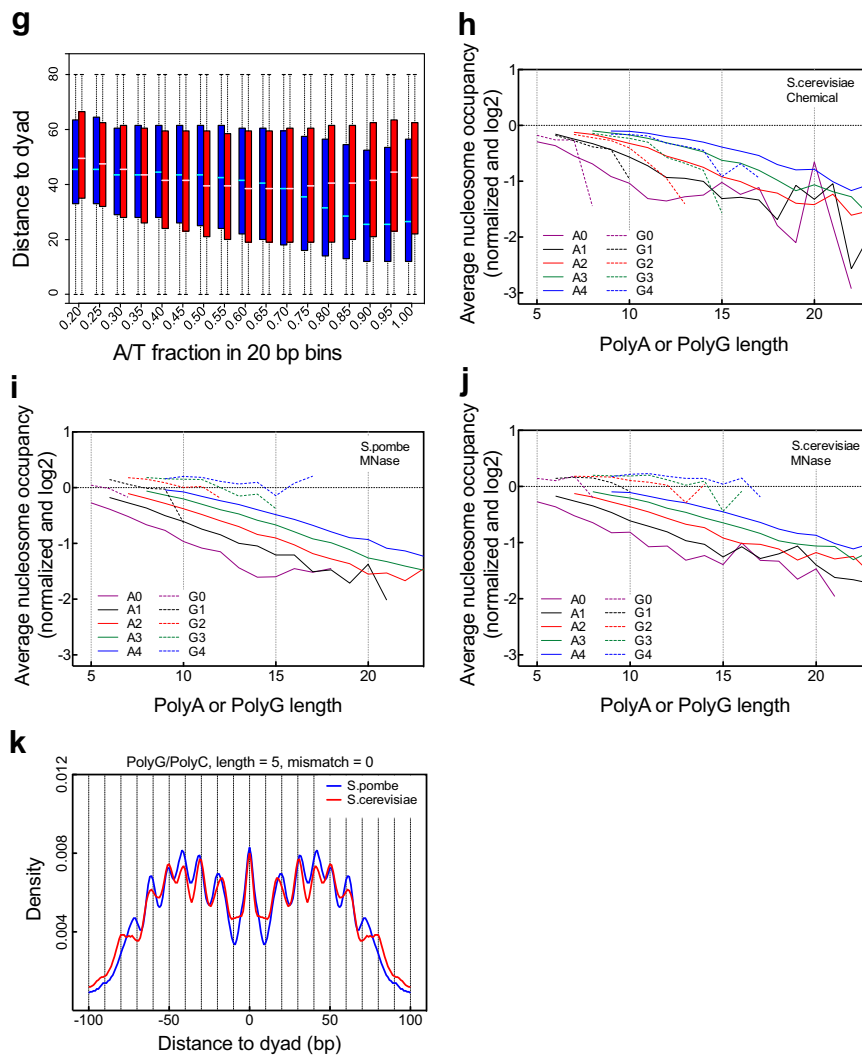 g
Distance to dyad
80
60
40
20
0
0.20 0.25 0.30 0.35 0.40 0.45 0.50 0.55 0.60 0.65 0.70 0.75 0.80 0.85 0.90 0.95 1.00
A/T fraction in 20 bp bins
h
Average nucleosome occupancy
(normalized and log2)
S.cerevisiae
Chemical
1
0
-1
-2
-3
A0 G0
A1 G1
A2 G2
A3 G3
A4 G4
5 10 15 20
PolyA or PolyG length
i
Average nucleosome occupancy
(normalized and log2)
S.pombe
MNase
1
0
-1
-2
-3
A0 G0
A1 G1
A2 G2
A3 G3
A4 G4
5 10 15 20
PolyA or PolyG length
j
Average nucleosome occupancy
(normalized and log2)
S.cerevisiae
MNase
1
0
-1
-2
-3
A0 G0
A1 G1
A2 G2
A3 G3
A4 G4
5 10 15 20
PolyA or PolyG length
k
PolyG/PolyC, length = 5, mismatch = 0
S.pombe
S.cerevisiae
Density
0.012
0.008
0.004
-100 -50 0 50 100
Distance to dyad (bp)